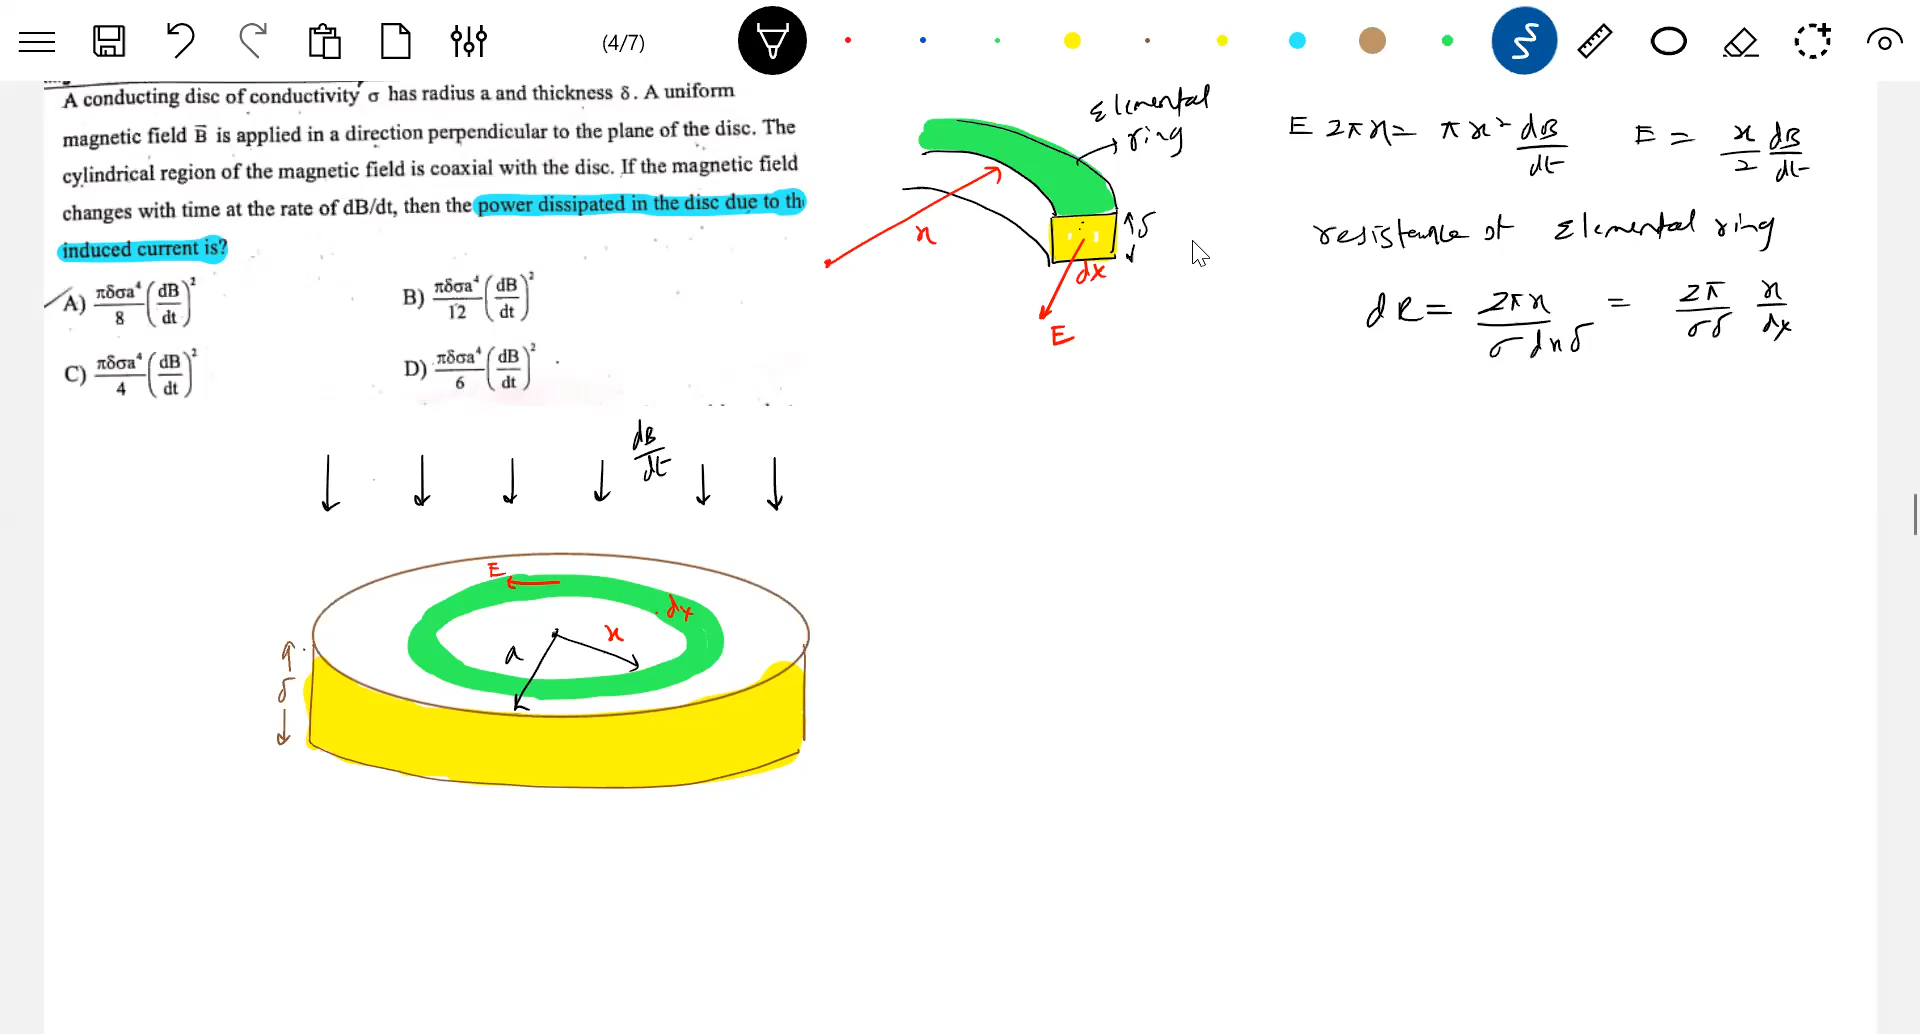 (4/7)
A conducting disc of conductivity σ has radius a and thickness δ. A uniform
magnetic field B̄ is applied in a direction perpendicular to the plane of the disc. The
cylindrical region of the magnetic field is coaxial with the disc. If the magnetic field
changes with time at the rate of dB/dt, then the power dissipated in the disc due to th
induced current is?
A) πδσa⁴/8 (dB/dt)²
B) πδσa⁴/12 (dB/dt)²
C) πδσa⁴/4 (dB/dt)²
D) πδσa⁴/6 (dB/dt)²
dB/dt
E
dx
x
a
δ
Elemental
ring
x
δ
dx
E
E 2πx = πx² dB/dt
E = x/2 dB/dt
resistance of Elemental ring
dR = 2πx/σ dx δ = 2π/σδ x/dx